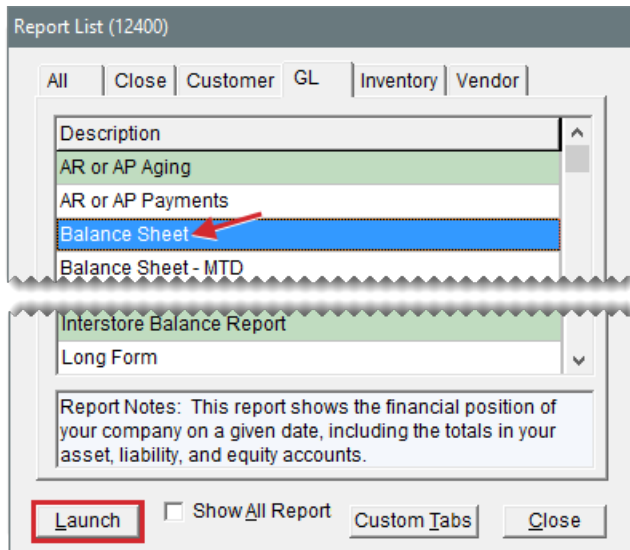 Report List (12400)
All Close Customer GL Inventory Vendor
Description
AR or AP Aging
AR or AP Payments
Balance Sheet
Balance Sheet - MTD
Interstore Balance Report
Long Form
Report Notes: This report shows the financial position of
your company on a given date, including the totals in your
asset, liability, and equity accounts.
Launch Show All Report Custom Tabs Close